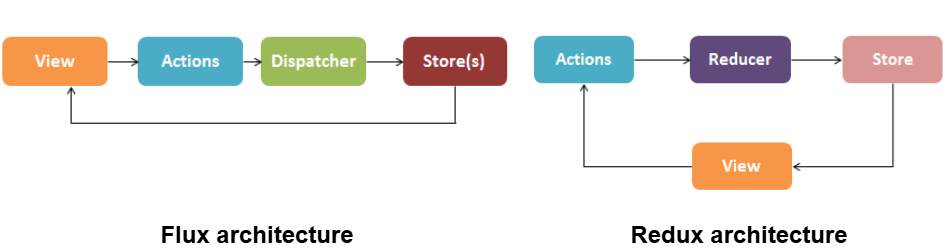 View
Actions
Dispatcher
Store(s)
Flux architecture
Actions
Reducer
Store
View
Redux architecture